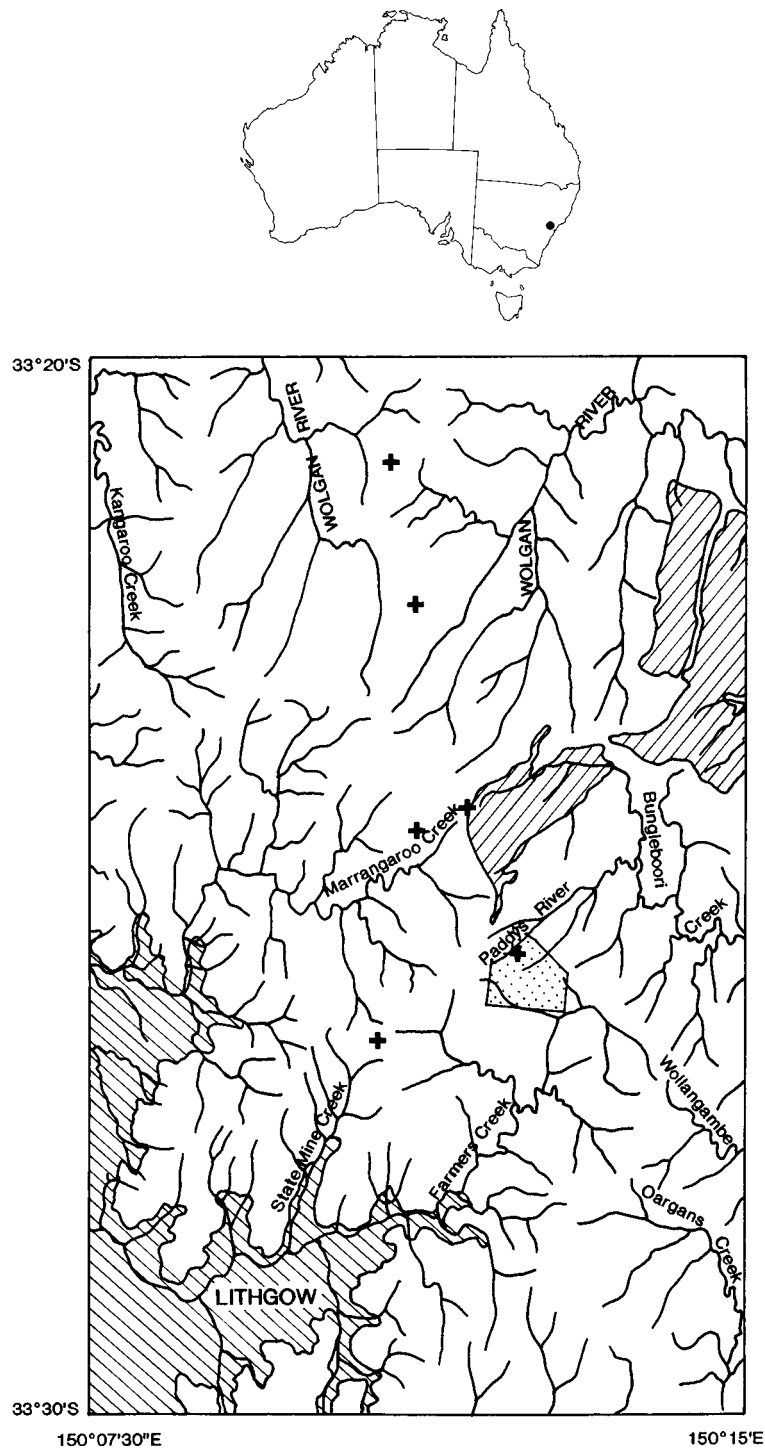 33°20'S
WOLGAN RIVER
RIVER
Kangaroo Creek
WOLGAN
Marrangaroo Creek
Bungleboori
Creek
Paddys River
Wollangambe
State Mine Creek
Farmers Creek
Oargans Creek
LITHGOW
33°30'S
150°07'30"E
150°15'E